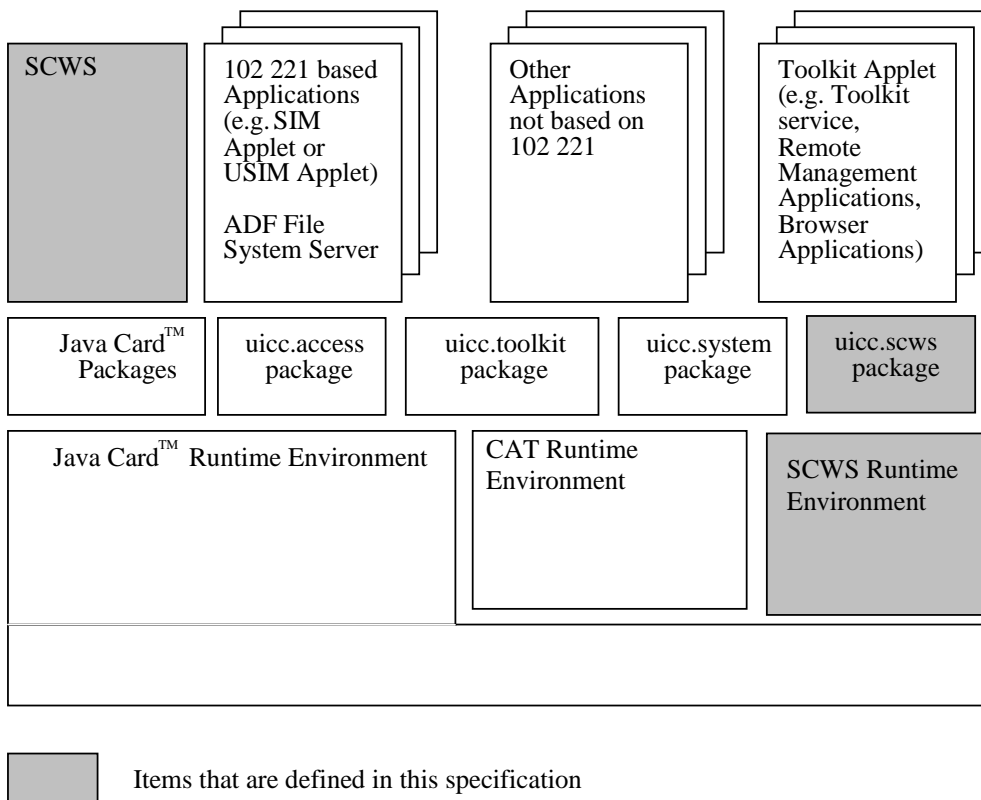 SCWS
102 221 based
Applications
(e.g. SIM
Applet or
USIM Applet)
ADF File
System Server
Other
Applications
not based on
102 221
Toolkit Applet
(e.g. Toolkit
service,
Remote
Management
Applications,
Browser
Applications)
Java Card™
Packages
uicc.access
package
uicc.toolkit
package
uicc.system
package
uicc.scws
package
Java Card™ Runtime Environment
CAT Runtime
Environment
SCWS Runtime
Environment
Items that are defined in this specification